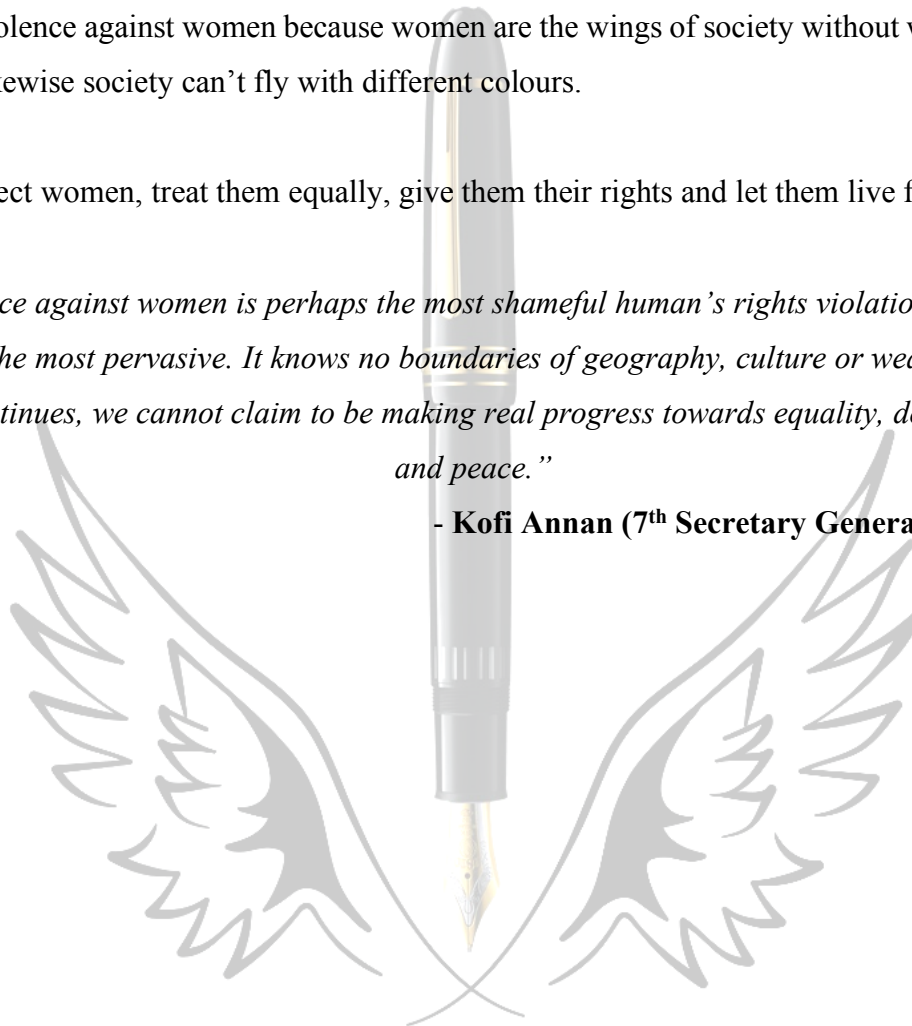 olence against women because women are the wings of society without
ewise society can’t fly with different colours.
ect women, treat them equally, give them their rights and let them live
ce against women is perhaps the most shameful human’s rights violatio
he most pervasive. It knows no boundaries of geography, culture or
tinues, we cannot claim to be making real progress towards equality,
and peace.”
- Kofi Annan (7th Secretary Genera